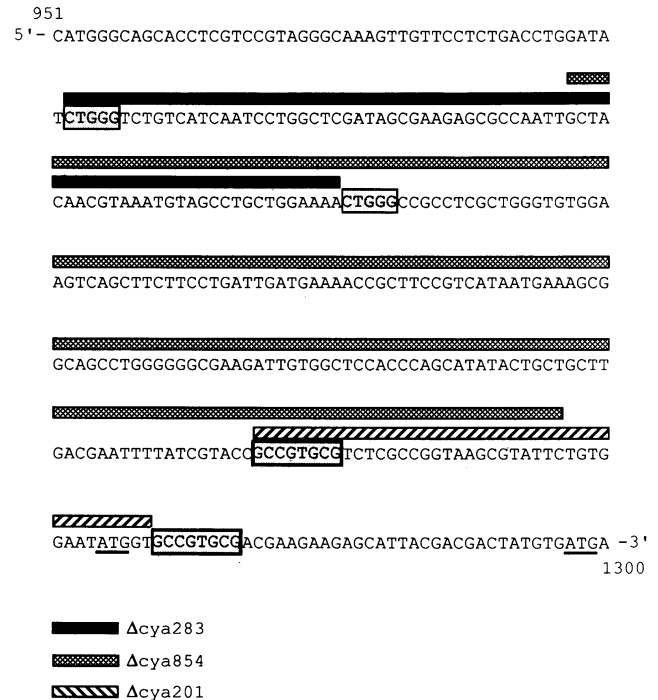 951
5'- CATGGGCAGCACCTCGTCCGTAGGGCAAAGTTGTTCCTCTGACCTGGATA
TCTGGGTCTGTCATCAATCCTGGCTCGATAGCGAAGAGCGCCAATTGCTA
CAACGTAAATGTAGCCTGCTGGAAAACTGGGCCGCCTCGCTGGGTGTGGA
AGTCAGCTTCTTCCTGATTGATGAAAACCGCTTCCGTCATAATGAAAGCG
GCAGCCTGGGGGGCGAAGATTGTGGCTCCACCCAGCATATACTGCTGCTT
GACGAATTTTATCGTACCGCCGTGCGTCTCGCCGGTAAGCGTATTCTGTG
GAATATGGTGCCGTGCGACGAAGAAGAGCATTACGACGACTATGTGATGA -3'
1300
Δcya283
Δcya854
Δcya201